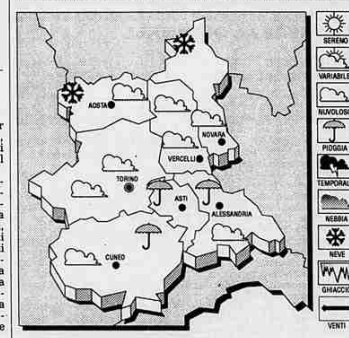 AOSTA
NOVARA
VERCELLI
TORINO
ASTI
ALESSANDRIA
CUNEO
SERENO
VARIABILE
NUVOLOSO
PIOGGIA
TEMPORALE
NEBBIA
NEVE
GHIACCIO
VENTI